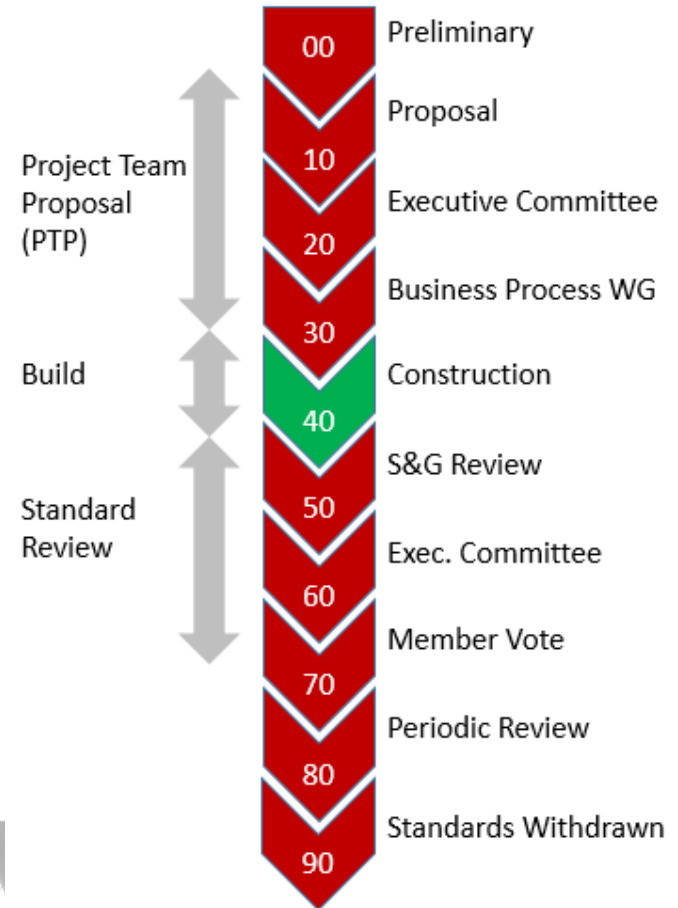 00
Preliminary
Proposal
10
Project Team
Proposal
(PTP)
Executive Committee
20
Business Process WG
30
Build
Construction
40
S&G Review
50
Standard
Review
Exec. Committee
60
Member Vote
70
Periodic Review
80
Standards Withdrawn
90